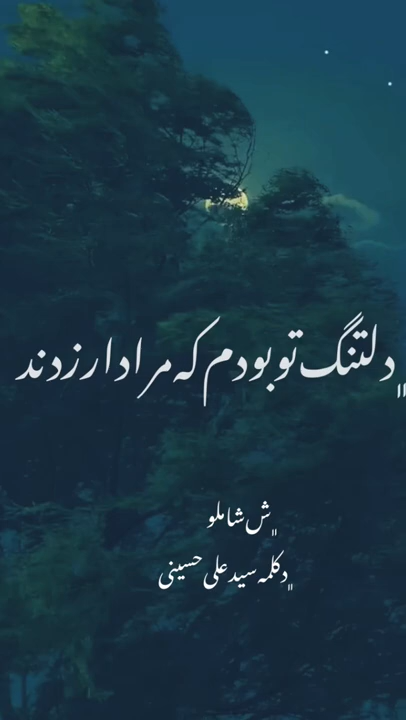 "دلتنگ تو بودم که مرا دار زدند
"ش شاملو
"دکلمه سید علی حسینی